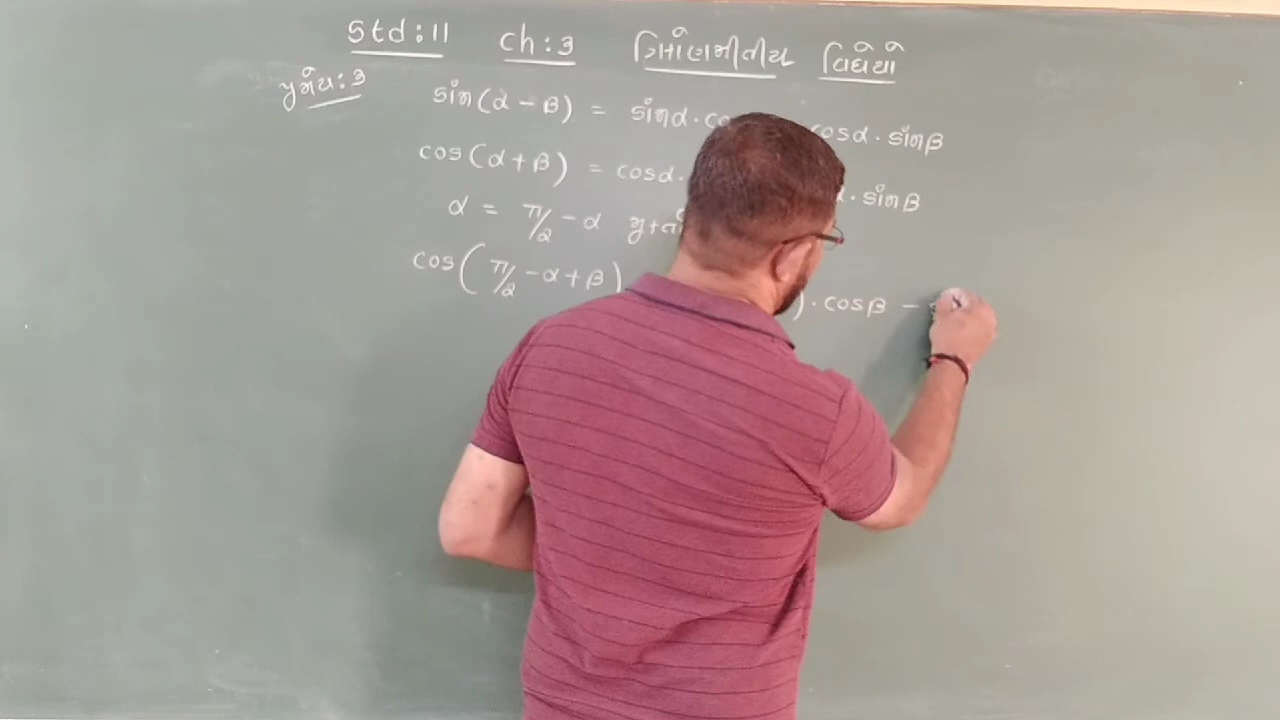 Std:11 ch:3 ત્રિકોણમીતીય વિધેયો
પ્રમેય:3 sin(α - β) = sinα · co cosα · sinβ
cos(α + β) = cosα · · sinβ
α = π/2 - α
cos(π/2 - α + β) ) · cosβ -